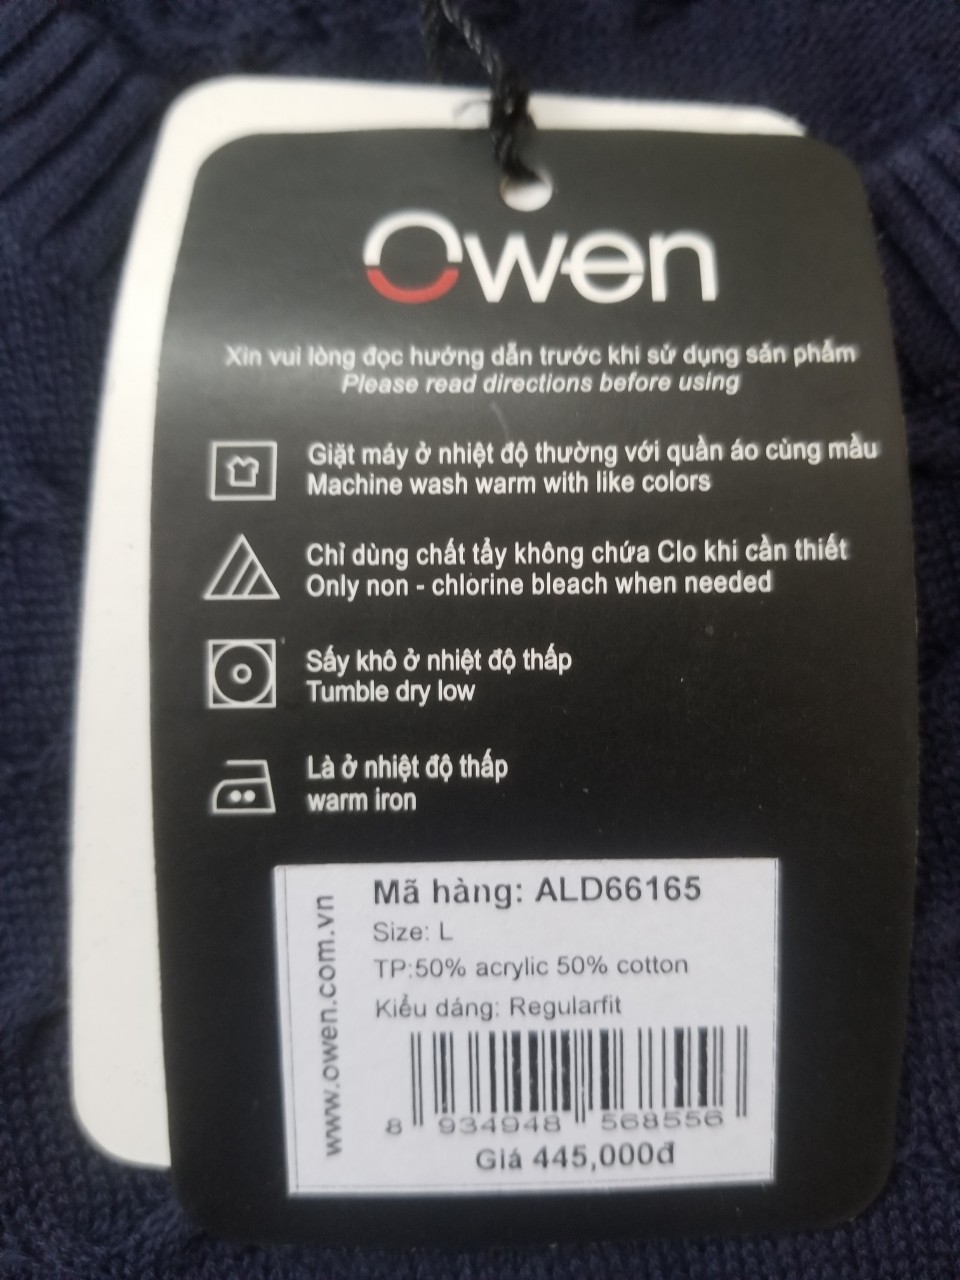 Owen
Xin vui lòng đọc hướng dẫn trước khi sử dụng sản phẩm
Please read directions before using
Giặt máy ở nhiệt độ thường với quần áo cùng mầu
Machine wash warm with like colors
Chỉ dùng chất tẩy không chứa Clo khi cần thiết
Only non - chlorine bleach when needed
Sấy khô ở nhiệt độ thấp
Tumble dry low
Là ở nhiệt độ thấp
warm iron
www.owen.com.vn
Mã hàng: ALD66165
Size: L
TP:50% acrylic 50% cotton
Kiểu dáng: Regularfit
8 934948 568556
Giá 445,000đ